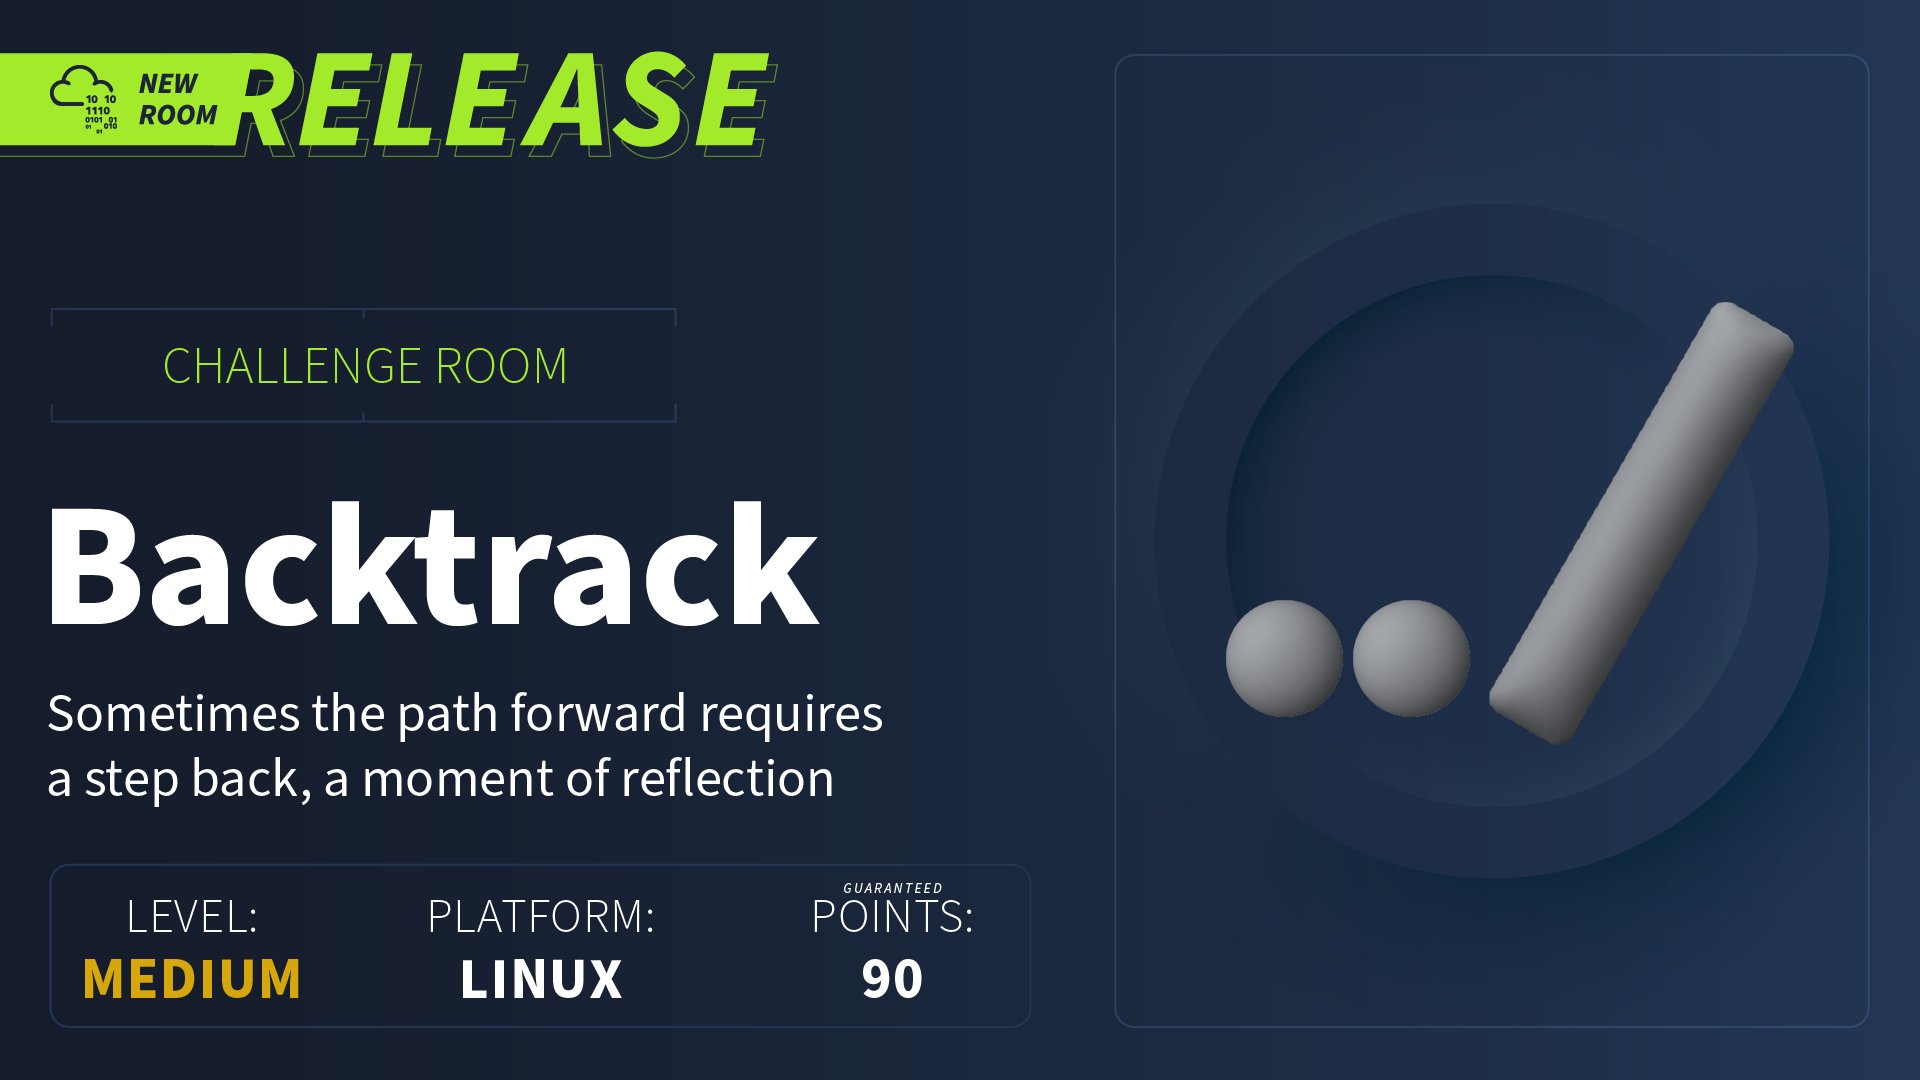 NEW
ROOM
RELEASE
CHALLENGE ROOM
Backtrack
Sometimes the path forward requires
a step back, a moment of reflection
LEVEL:
MEDIUM
PLATFORM:
LINUX
GUARANTEED
POINTS:
90
../